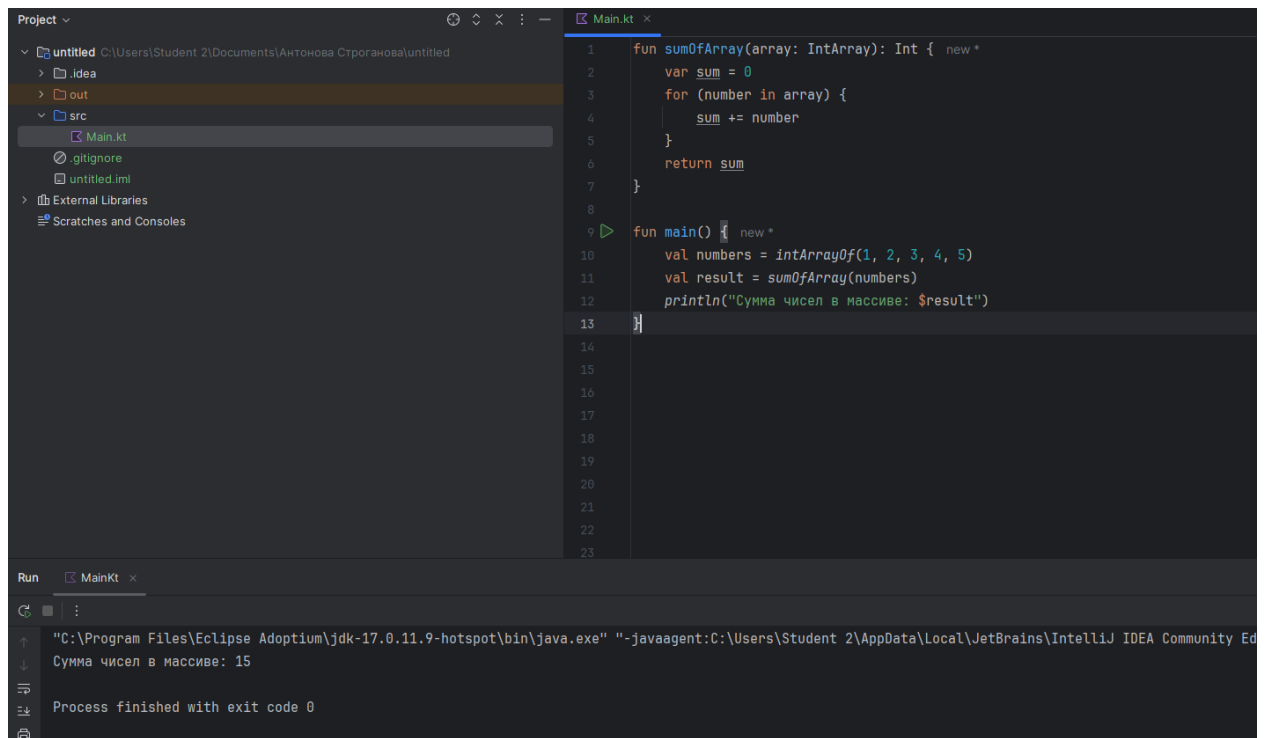 Project
untitled C:\Users\Student 2\Documents\Антонова Строганова\untitled
.idea
out
src
Main.kt
.gitignore
untitled.iml
External Libraries
Scratches and Consoles
Main.kt
1 fun sumOfArray(array: IntArray): Int { new *
2 var sum = 0
3 for (number in array) {
4 sum += number
5 }
6 return sum
7 }
8
9 fun main() { new *
10 val numbers = intArrayOf(1, 2, 3, 4, 5)
11 val result = sumOfArray(numbers)
12 println("Сумма чисел в массиве: $result")
13 }
14
15
16
17
18
19
20
21
22
23
Run MainKt
"C:\Program Files\Eclipse Adoptium\jdk-17.0.11.9-hotspot\bin\java.exe" "-javaagent:C:\Users\Student 2\AppData\Local\JetBrains\IntelliJ IDEA Community Ed
Сумма чисел в массиве: 15
Process finished with exit code 0